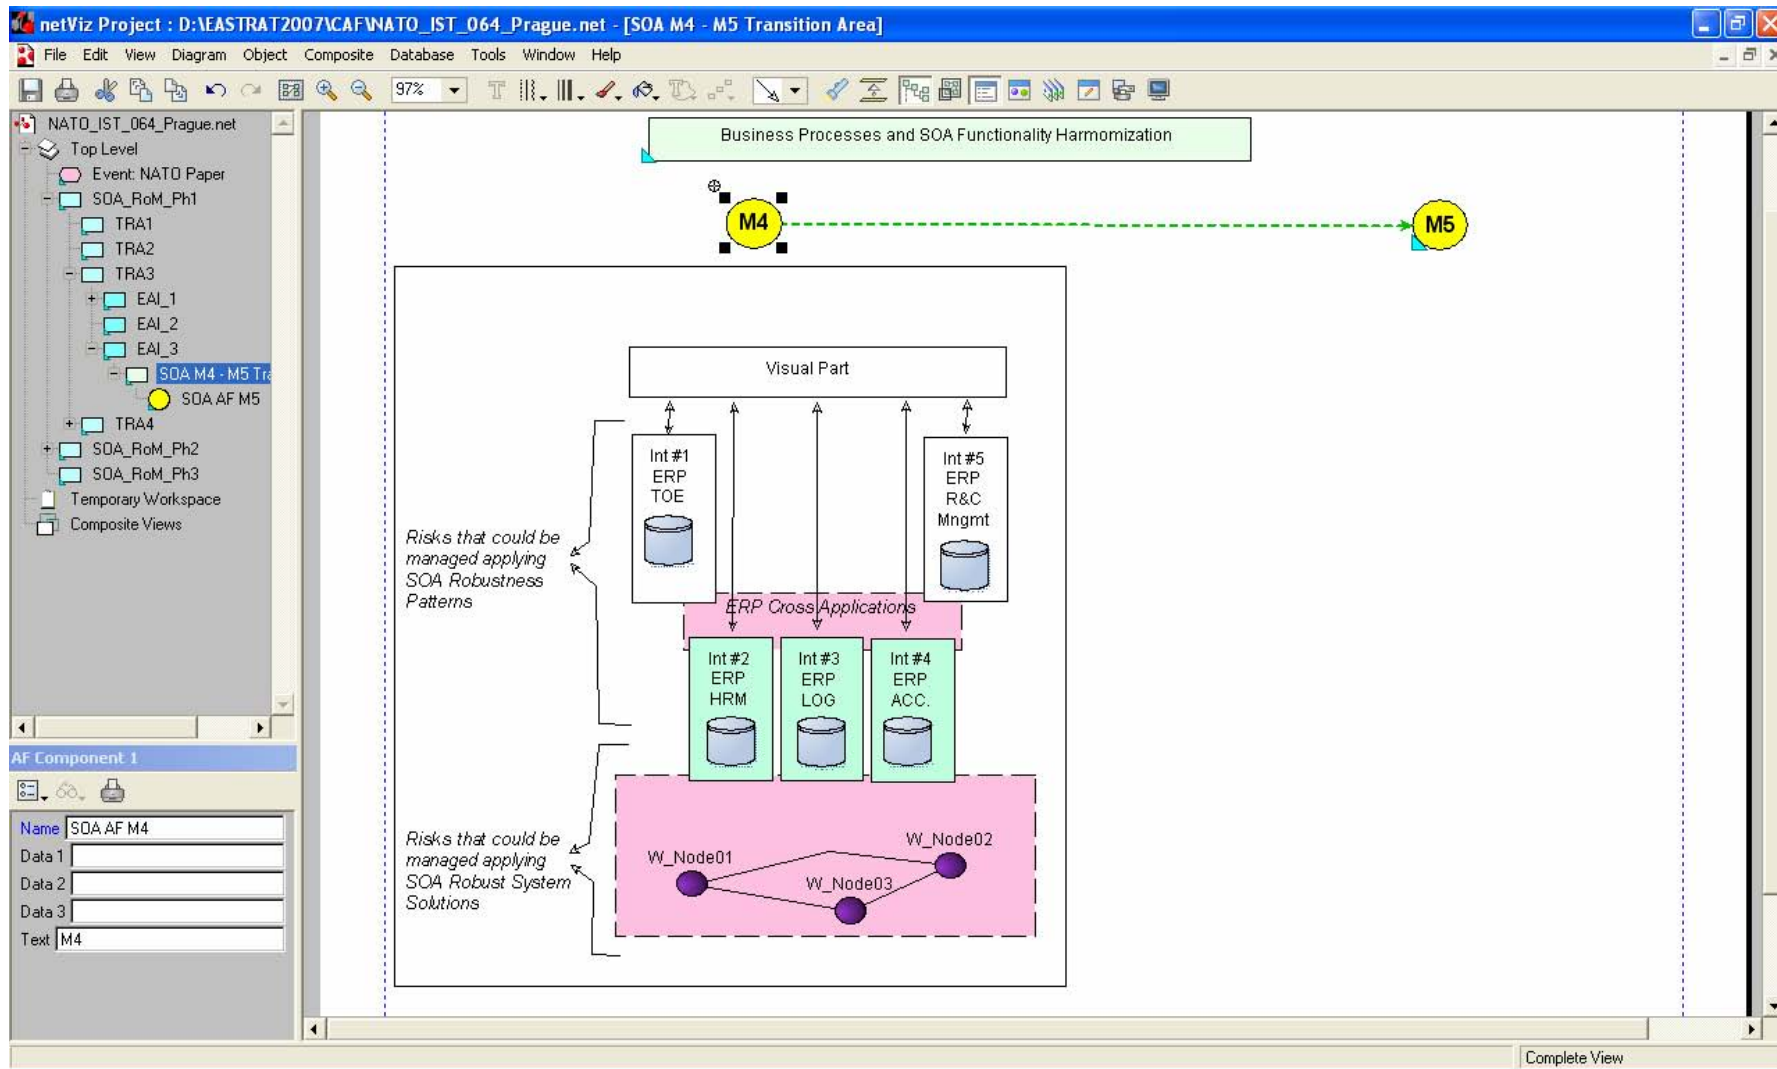 netViz Project : D:\EASTRAT2007\CAF\NATO_IST_064_Prague.net - [SOA M4 - M5 Transition Area]
File Edit View Diagram Object Composite Database Tools Window Help
97%
NATO_IST_064_Prague.net
Top Level
Event: NATO Paper
SOA_RoM_Ph1
TRA1
TRA2
TRA3
EAI_1
EAI_2
EAI_3
SOA M4 - M5 Tra
SOA AF M5
TRA4
SOA_RoM_Ph2
SOA_RoM_Ph3
Temporary Workspace
Composite Views
AF Component 1
Name SOA AF M4
Data 1
Data 2
Data 3
Text M4
Business Processes and SOA Functionality Harmomization
M4
M5
Visual Part
Int #1
ERP
TOE
Int #5
ERP
R&C
Mngmt
Risks that could be
managed applying
SOA Robustness
Patterns
ERP Cross Applications
Int #2
ERP
HRM
Int #3
ERP
LOG
Int #4
ERP
ACC.
Risks that could be
managed applying
SOA Robust System
Solutions
W_Node01
W_Node02
W_Node03
Complete View